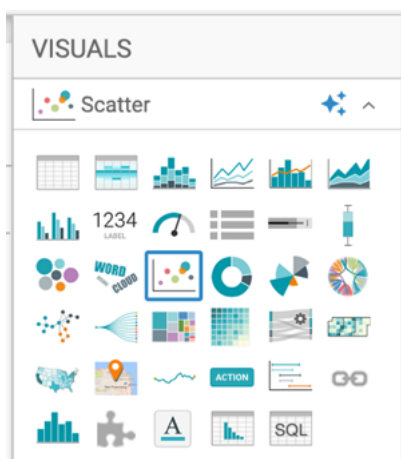 VISUALS
Scatter
1234
LABEL
WORD
CLOUD
ACTION
A
SQL